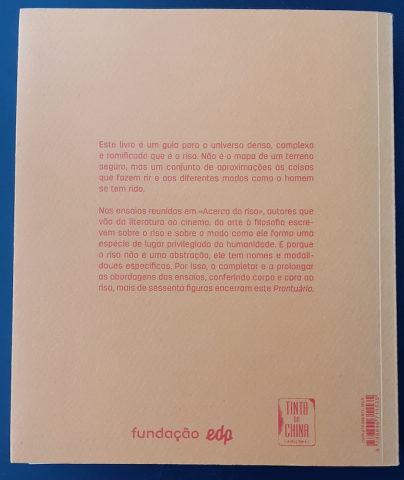 Este livro é um guia para o universo denso, complexo
e ramificado que é o riso. Não é o mapa de um terreno
seguro, mas um conjunto de aproximações às coisas
que fazem rir e aos diferentes modos como o homem
se tem rido.
Nos ensaios reunidos em «Acerca do riso», autores que
vão da literatura ao cinema, da arte à filosofia escre-
vem sobre o riso e sobre o modo como ele forma uma
espécie de lugar privilegiado da humanidade. E porque
o riso não é uma abstração, ele tem nomes e modali-
dades específicos. Por isso, a completar e a prolongar
as abordagens dos ensaios, conferindo corpo e cara ao
riso, mais de sessenta figuras encerram este Prontuário.
fundação edp
TINTA
DA
CHINA